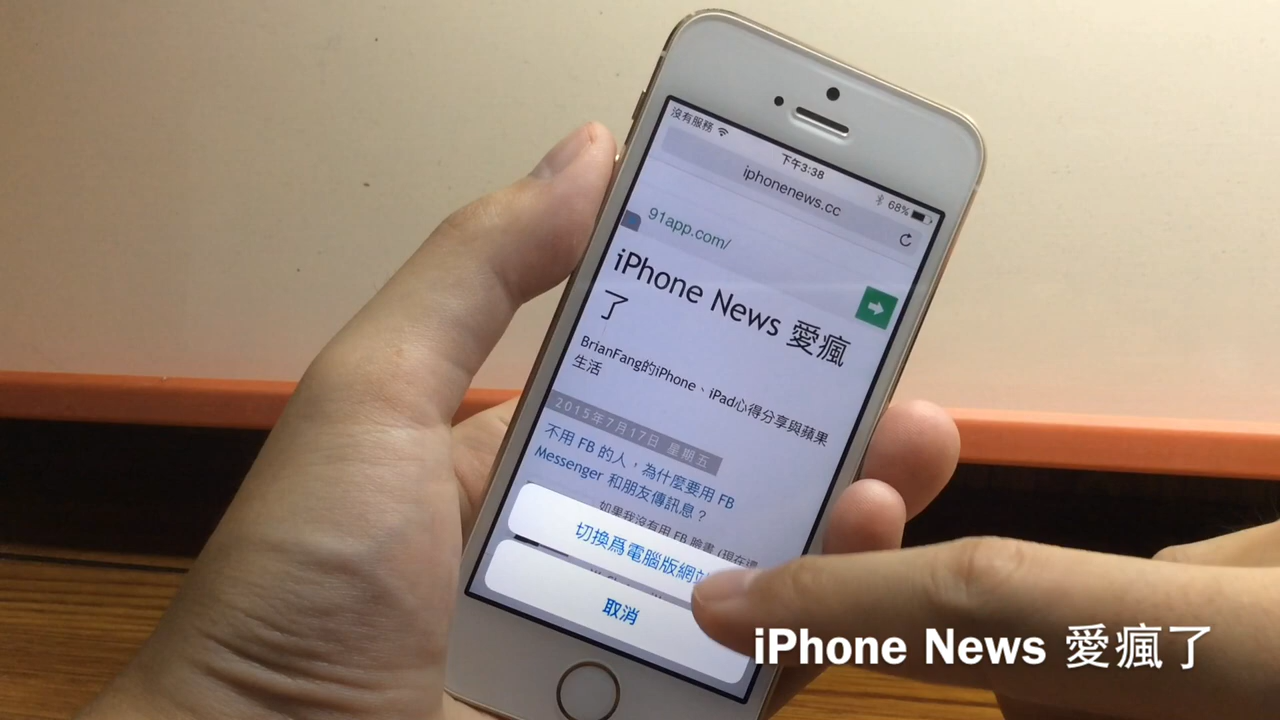 沒有服務
下午3:38
68%
iphonenews.cc
91app.com/
iPhone News 愛瘋
了
BrianFang的iPhone、iPad心得分享與蘋果
生活
2015年7月17日 星期五
不用 FB 的人，為什麼要用 FB
Messenger 和朋友傳訊息？
如果我沒有用 FB 臉書 (現在還
切換爲電腦版網站
取消
iPhone News 愛瘋了